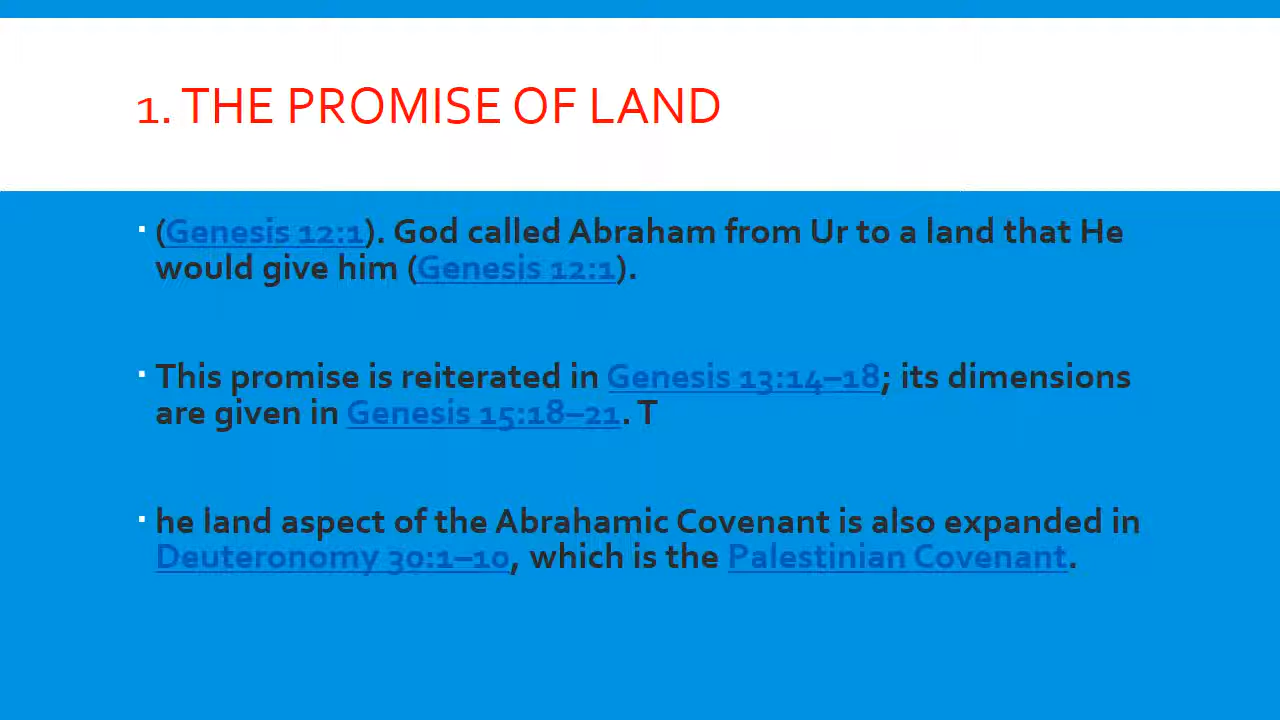 1. THE PROMISE OF LAND
(Genesis 12:1). God called Abraham from Ur to a land that He
would give him (Genesis 12:1).
This promise is reiterated in Genesis 13:14–18; its dimensions
are given in Genesis 15:18–21. T
he land aspect of the Abrahamic Covenant is also expanded in
Deuteronomy 30:1–10, which is the Palestinian Covenant.